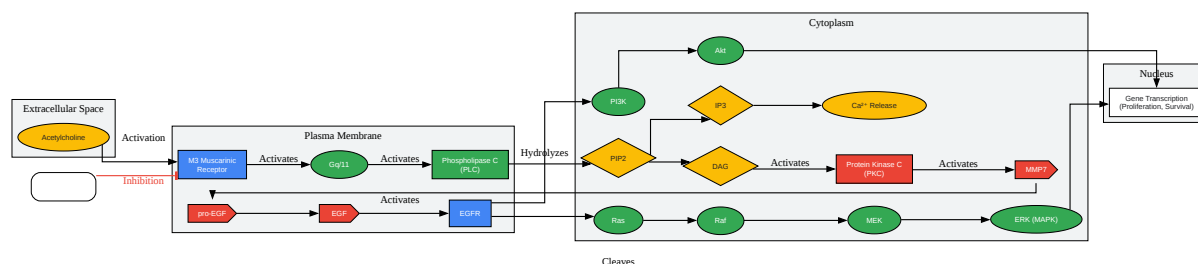 Cytoplasm
Akt
Nucleus
PI3K
IP3
Ca²⁺ Release
Gene Transcription
(Proliferation, Survival)
Extracellular Space
Acetylcholine
Activation
Plasma Membrane
M3 Muscarinic
Receptor
Activates
Gq/11
Activates
Phospholipase C
(PLC)
Hydrolyzes
PIP2
DAG
Activates
Protein Kinase C
(PKC)
Activates
MMP7
Inhibition
pro-EGF
EGF
Activates
EGFR
Ras
Raf
MEK
ERK (MAPK)
Cleaves